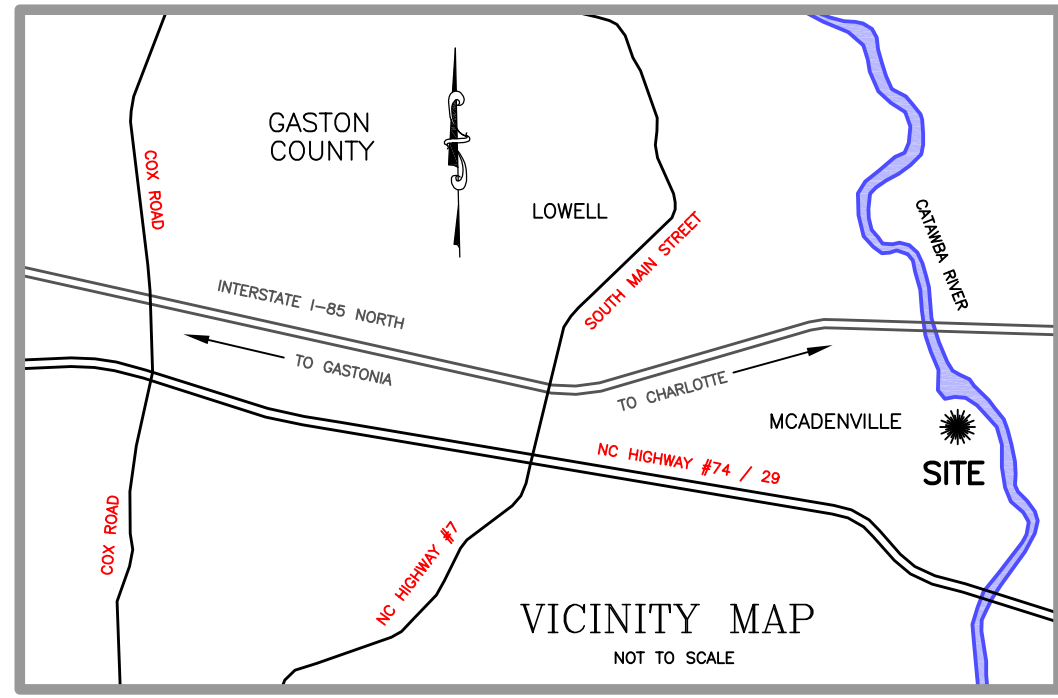 GASTON
COUNTY
COX ROAD
LOWELL
CATAWBA RIVER
SOUTH MAIN STREET
INTERSTATE I-85 NORTH
TO GASTONIA
TO CHARLOTTE
MCADENVILLE
NC HIGHWAY #74 / 29
SITE
COX ROAD
NC HIGHWAY #7
VICINITY MAP
NOT TO SCALE